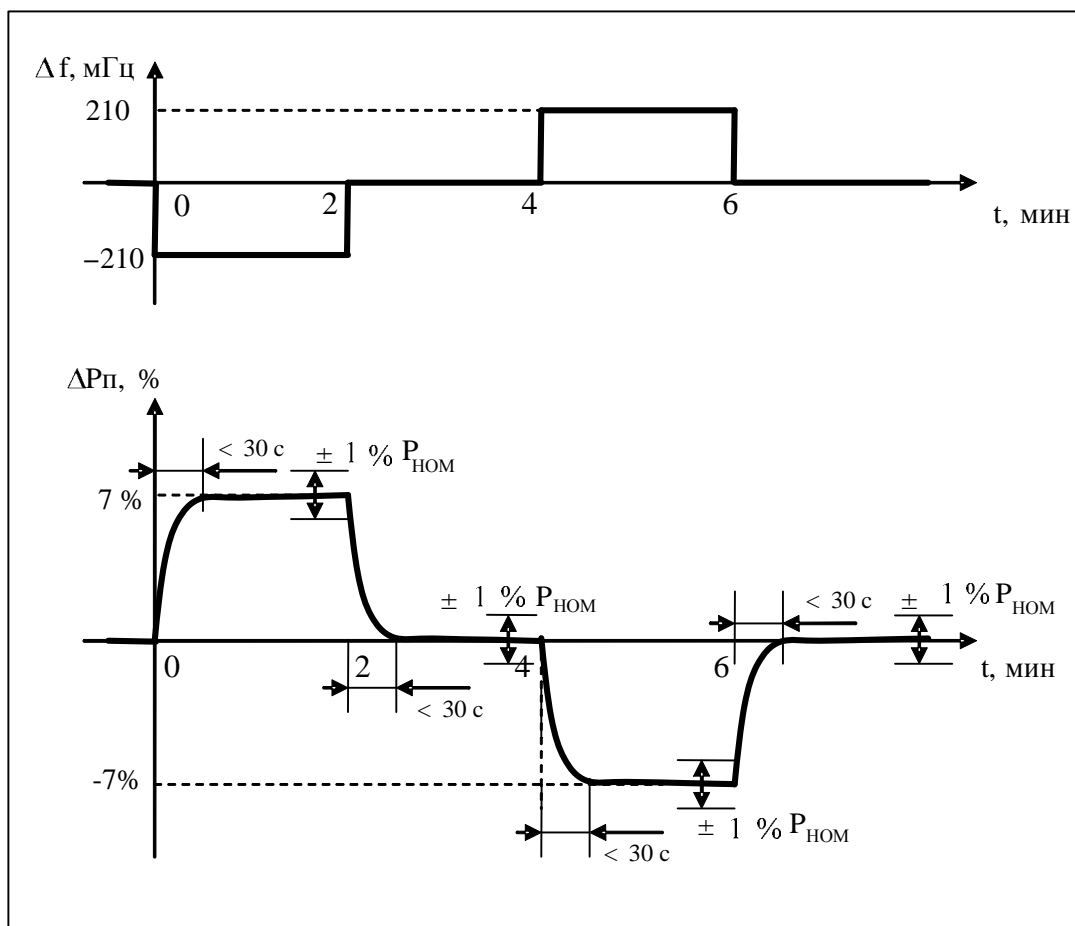 Δ f, мГц
210
0 2 4 6
t, мин
–210
ΔPп, %
< 30 с
± 1 % PНОМ
7 %
± 1 % PНОМ
< 30 с
± 1 % PНОМ
0 2 4 6
t, мин
< 30 с
-7%
± 1 % PНОМ
< 30 с